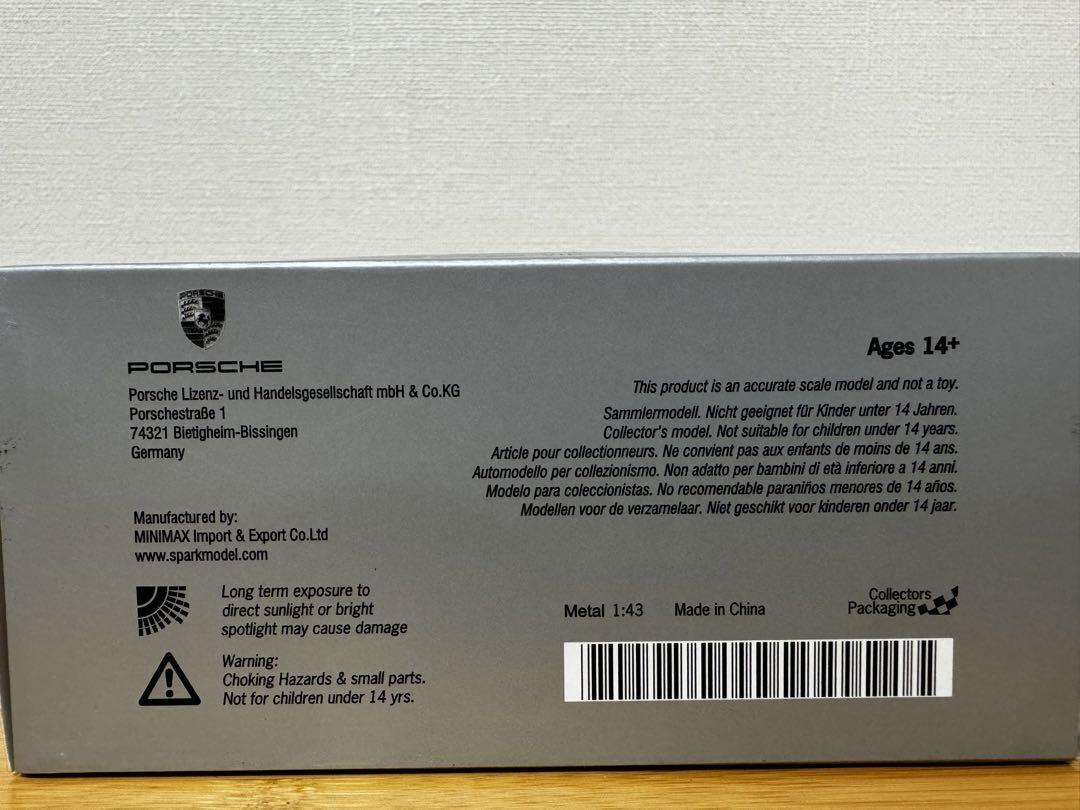 PORSCHE
PORSCHE
Porsche Lizenz- und Handelsgesellschaft mbH & Co.KG
Porschestraße 1
74321 Bietigheim-Bissingen
Germany
Manufactured by:
MINIMAX Import & Export Co.Ltd
www.sparkmodel.com
Long term exposure to
direct sunlight or bright
spotlight may cause damage
Warning:
Choking Hazards & small parts.
Not for children under 14 yrs.
Ages 14+
This product is an accurate scale model and not a toy.
Sammlermodell. Nicht geeignet für Kinder unter 14 Jahren.
Collector's model. Not suitable for children under 14 years.
Article pour collectionneurs. Ne convient pas aux enfants de moins de 14 ans.
Automodello per collezionismo. Non adatto per bambini di età inferiore a 14 anni.
Modelo para coleccionistas. No recomendable paraniños menores de 14 años.
Modellen voor de verzamelaar. Niet geschikt voor kinderen onder 14 jaar.
Collectors
Packaging
Metal 1:43 Made in China